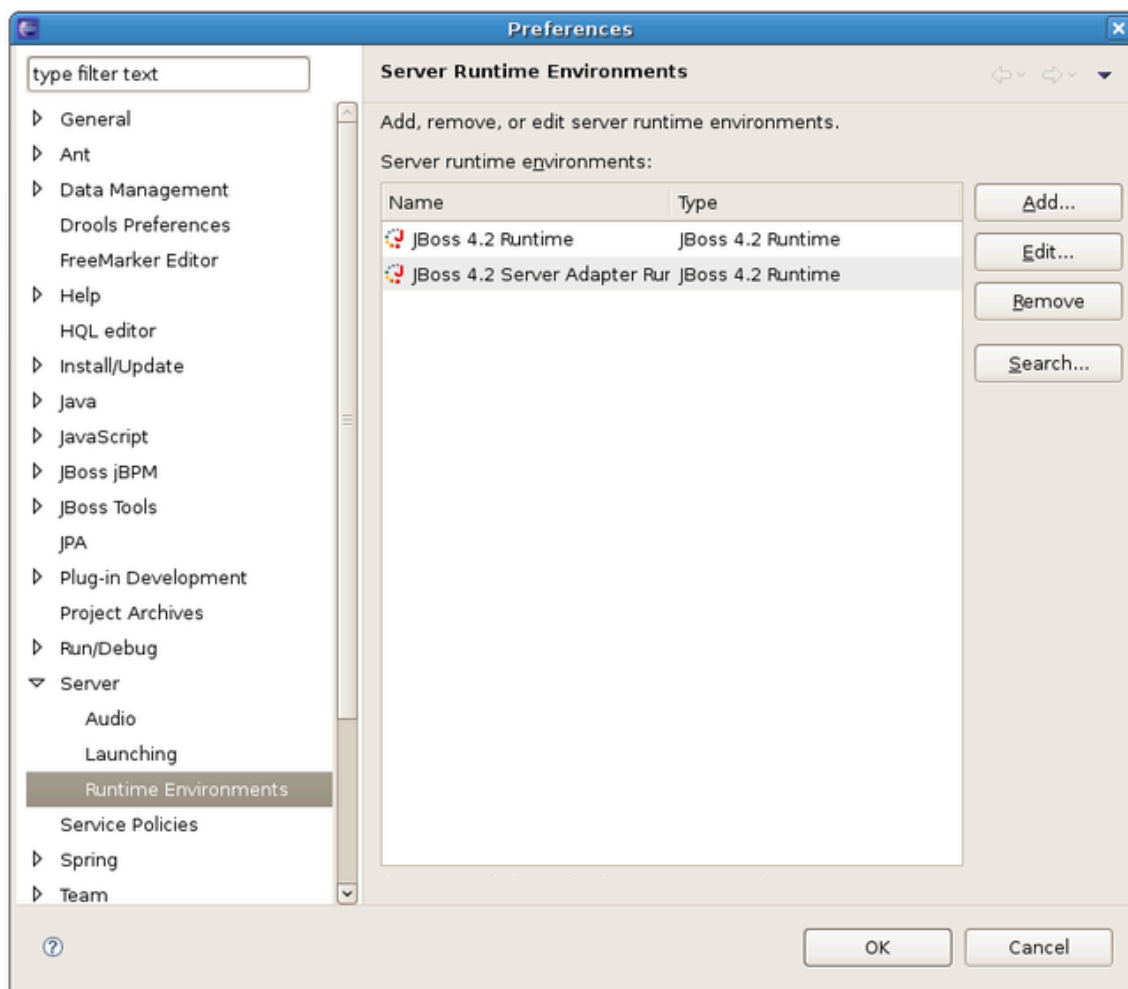 Preferences
type filter text
General
Ant
Data Management
Drools Preferences
FreeMarker Editor
Help
HQL editor
Install/Update
Java
JavaScript
JBoss jBPM
JBoss Tools
JPA
Plug-in Development
Project Archives
Run/Debug
Server
Audio
Launching
Runtime Environments
Service Policies
Spring
Team
Server Runtime Environments
Add, remove, or edit server runtime environments.
Server runtime environments:
Name Type
JBoss 4.2 Runtime JBoss 4.2 Runtime
JBoss 4.2 Server Adapter Rur JBoss 4.2 Runtime
Add...
Edit...
Remove
Search...
OK Cancel